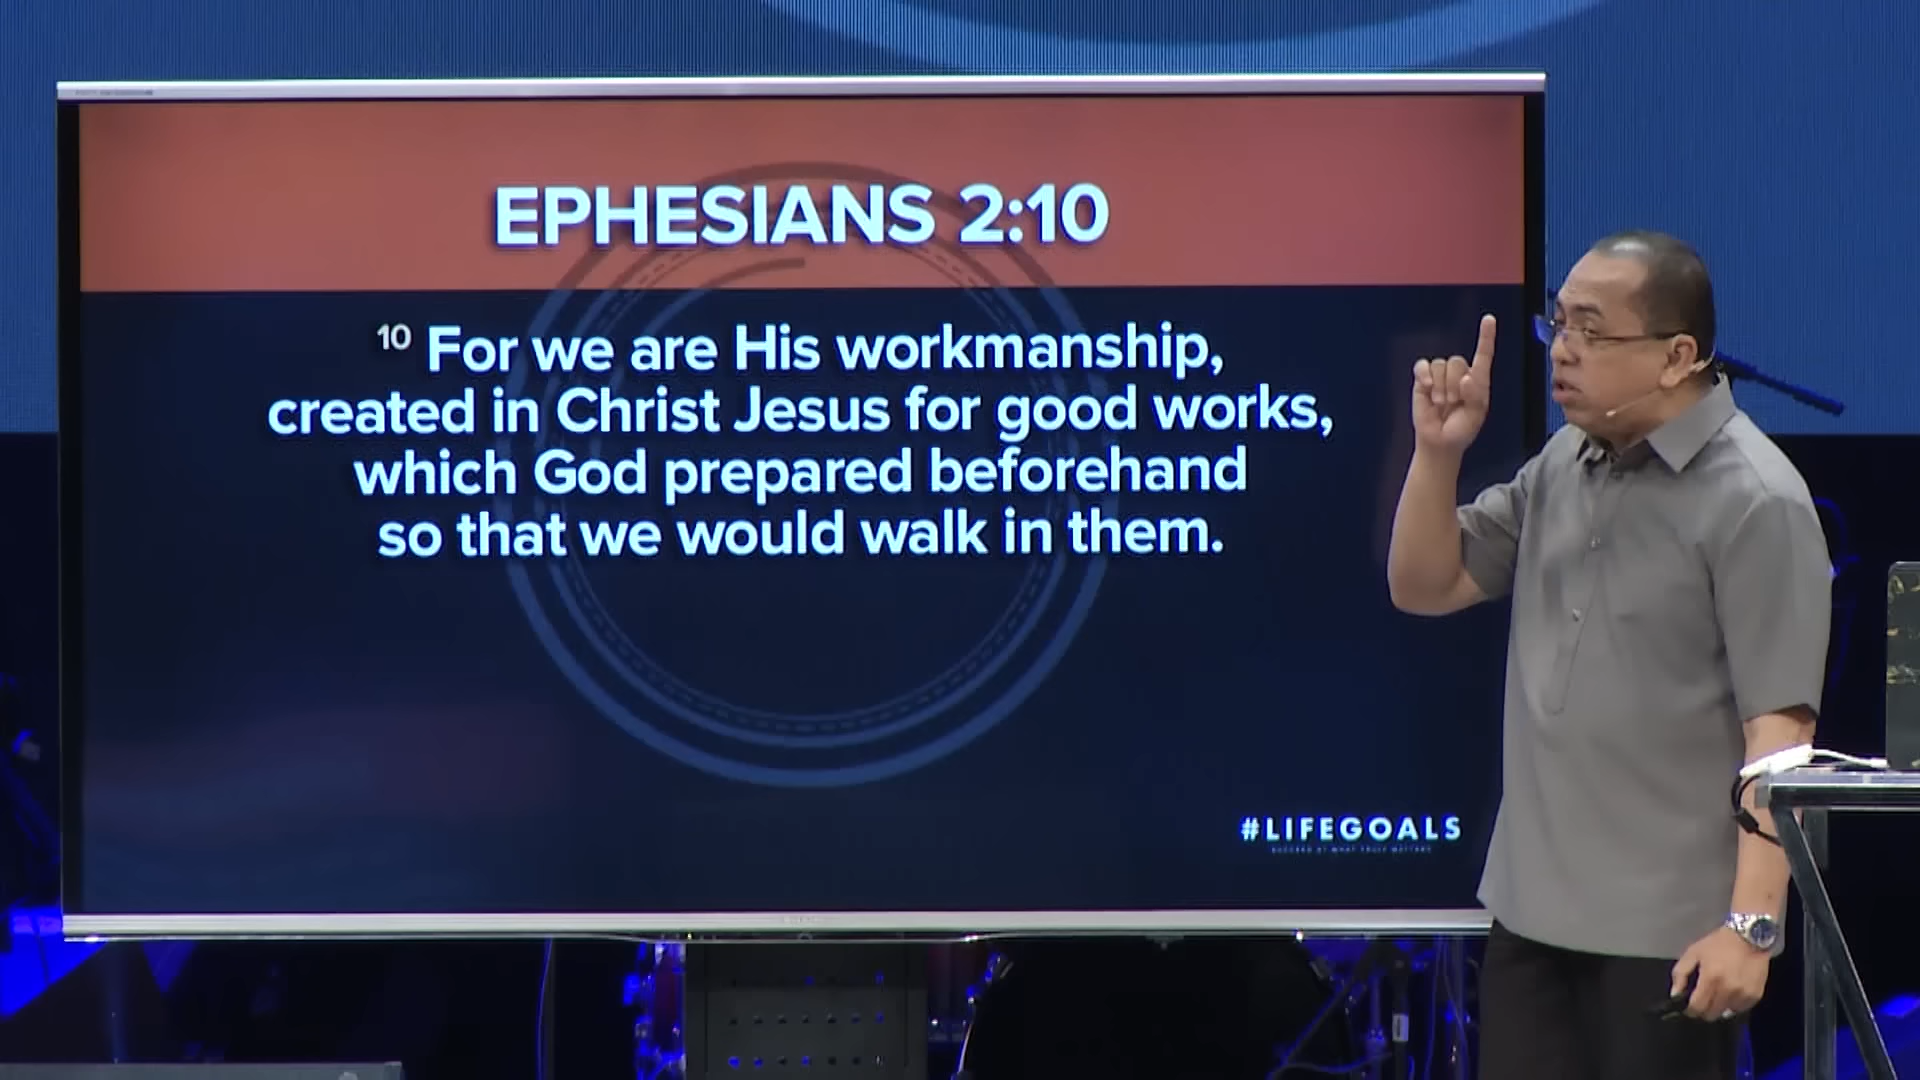 EPHESIANS 2:10
10 For we are His workmanship,
created in Christ Jesus for good works,
which God prepared beforehand
so that we would walk in them.
#LIFEGOALS